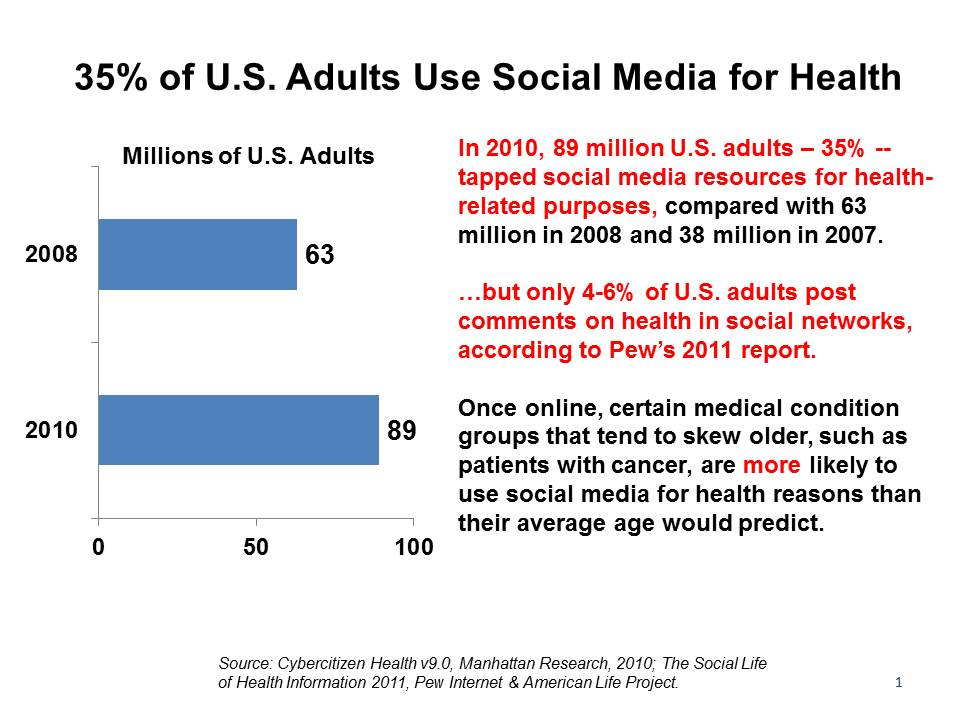 35% of U.S. Adults Use Social Media for Health
Millions of U.S. Adults
2008
63
2010
89
0 50 100
In 2010, 89 million U.S. adults – 35% --
tapped social media resources for health-
related purposes, compared with 63
million in 2008 and 38 million in 2007.
…but only 4-6% of U.S. adults post
comments on health in social networks,
according to Pew’s 2011 report.
Once online, certain medical condition
groups that tend to skew older, such as
patients with cancer, are more likely to
use social media for health reasons than
their average age would predict.
Source: Cybercitizen Health v9.0, Manhattan Research, 2010; The Social Life
of Health Information 2011, Pew Internet & American Life Project.
1